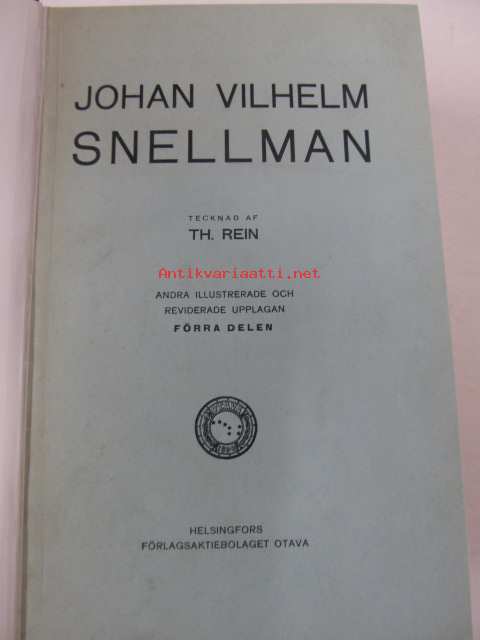 JOHAN VILHELM
SNELLMAN
TECKNAD AF
TH. REIN
Antikvariaatti.net
ANDRA ILLUSTRERADE OCH
REVIDERADE UPPLAGAN
FÖRRA DELEN
HELSINGFORS
FÖRLAGSAKTIEBOLAGET OTAVA